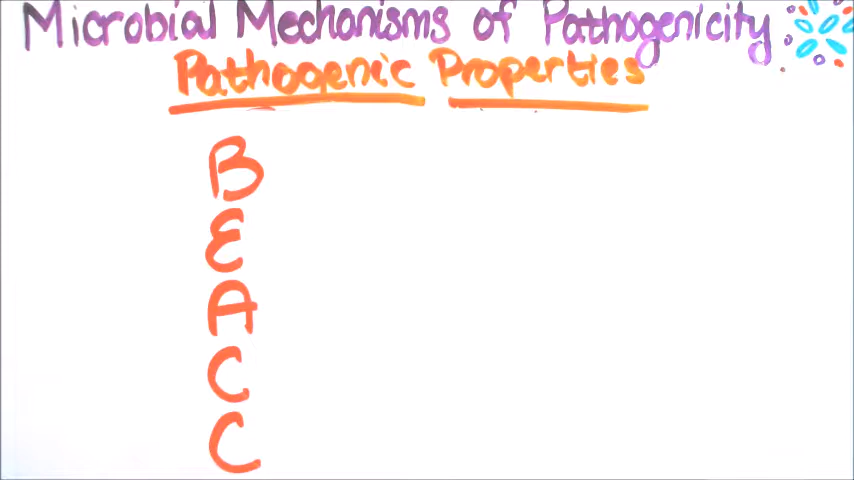 Microbial Mechanisms of Pathogenicity
Pathogenic Properties
B
E
A
C
C